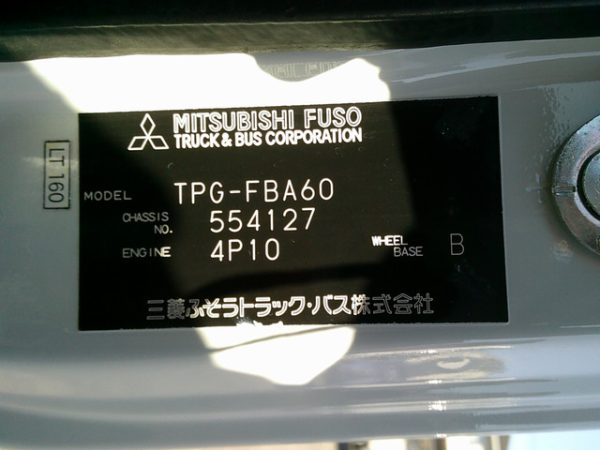 MITSUBISHI FUSO
TRUCK & BUS CORPORATION
LT 160
MODEL TPG-FBA60
CHASSIS NO. 554127
ENGINE 4P10 WHEEL BASE B
三菱ふそうトラック・バス株式会社